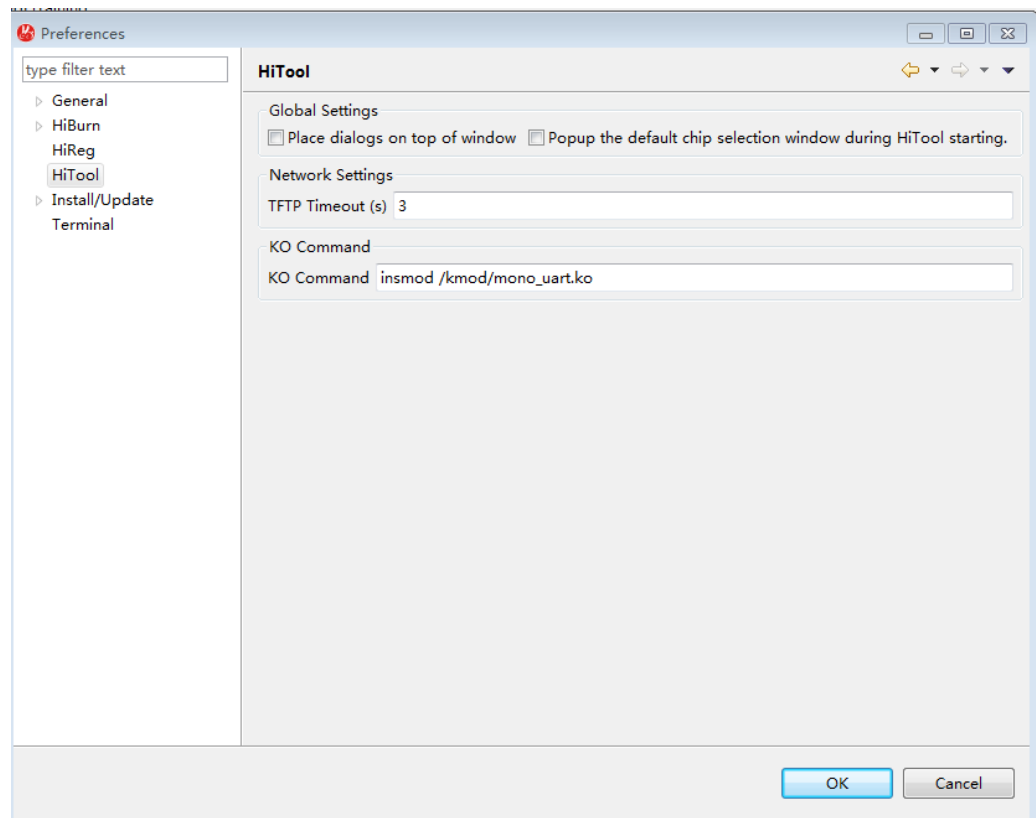 Preferences
type filter text
General
HiBurn
HiReg
HiTool
Install/Update
Terminal
HiTool
Global Settings
Place dialogs on top of window Popup the default chip selection window during HiTool starting.
Network Settings
TFTP Timeout (s) 3
KO Command
KO Command insmod /kmod/mono_uart.ko
OK Cancel